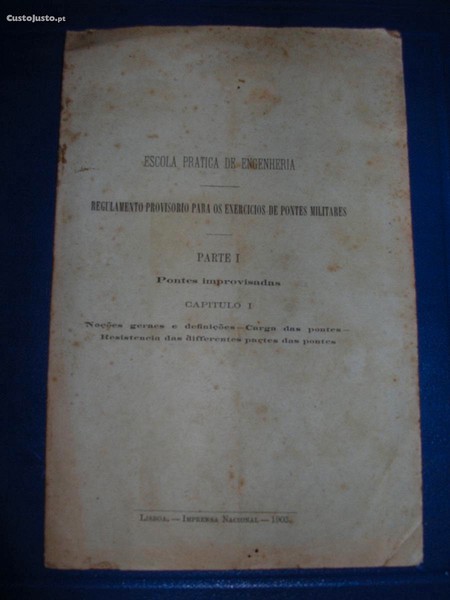 CustoJusto.pt
ESCOLA PRATICA DE ENGENHERIA
REGULAMENTO PROVISORIO PARA OS EXERCICIOS DE PONTES MILITARES
PARTE I
Pontes improvisadas
CAPITULO I
Noções geraes e definições—Carga das pontes—
Resistencia das differentes partes das pontes
LISBOA. — IMPRENSA NACIONAL — 1905.